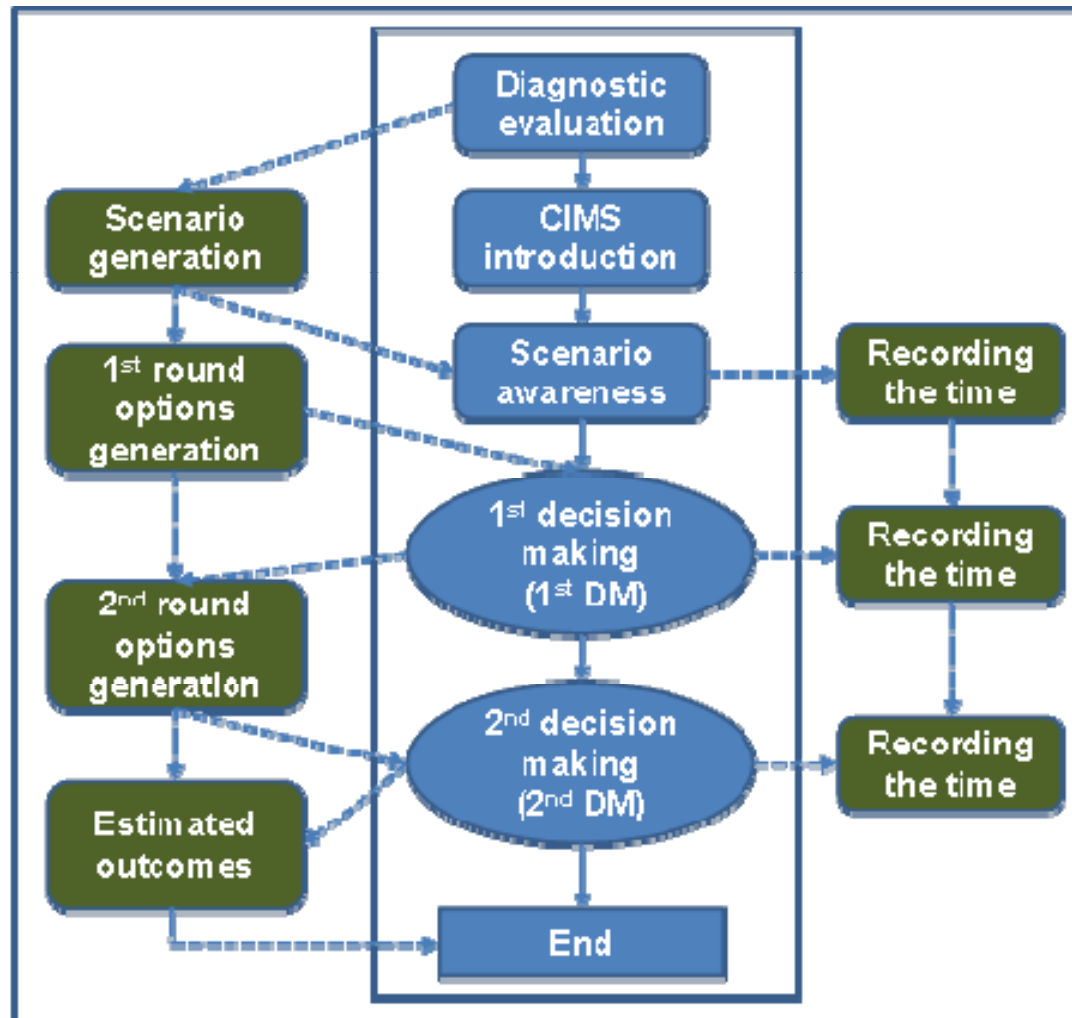 Diagnostic
evaluation
Scenario
generation
CIMS
introduction
1st round
options
generation
Scenario
awareness
Recording
the time
1st decision
making
(1st DM)
Recording
the time
2nd round
options
generation
2nd decision
making
(2nd DM)
Recording
the time
Estimated
outcomes
End